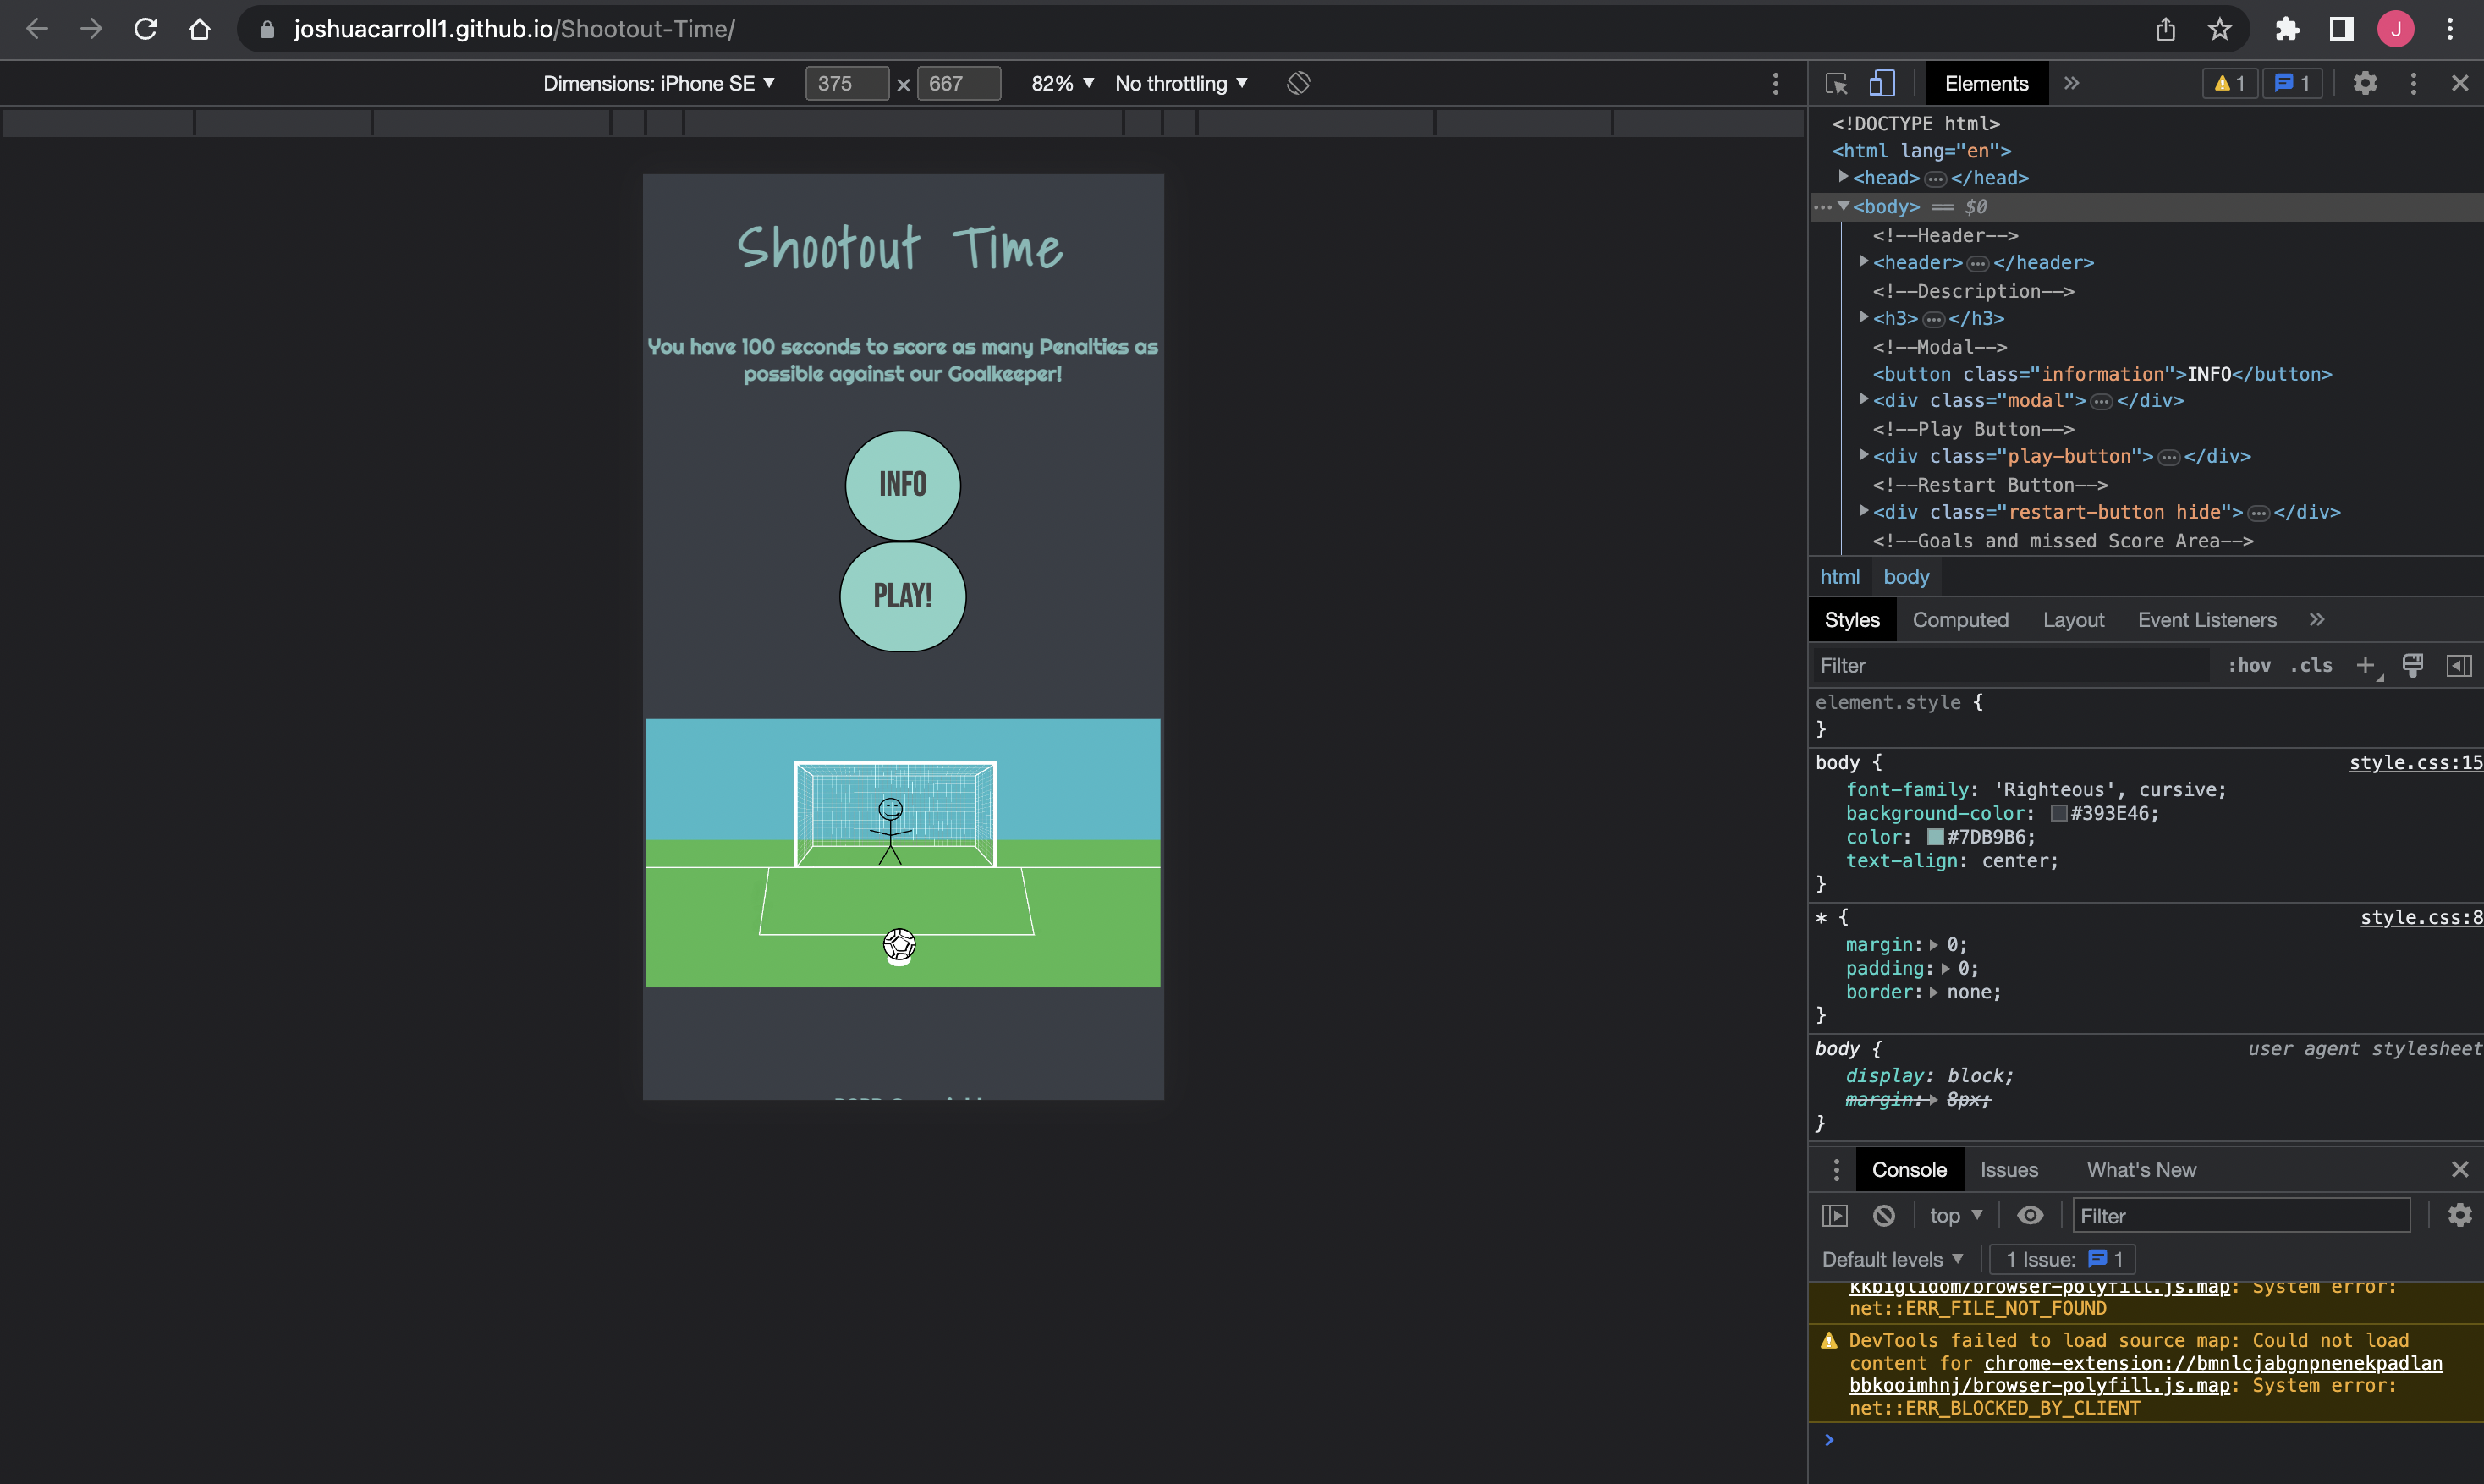 joshuacarroll1.github.io/Shootout-Time/
J
Dimensions: iPhone SE ▼ 375 × 667 82% ▼ No throttling ▼
Elements » 1 1
Shootout Time
You have 100 seconds to score as many Penalties as
possible against our Goalkeeper!
INFO
PLAY!
<!DOCTYPE html>
<html lang="en">
<head> ••• </head>
••• <body> == $0
<!--Header-->
<header> ••• </header>
<!--Description-->
<h3> ••• </h3>
<!--Modal-->
<button class="information">INFO</button>
<div class="modal"> ••• </div>
<!--Play Button-->
<div class="play-button"> ••• </div>
<!--Restart Button-->
<div class="restart-button hide"> ••• </div>
<!--Goals and missed Score Area-->
html body
Styles Computed Layout Event Listeners »
Filter :hov .cls +
element.style {
}
body { style.css:15
font-family: 'Righteous', cursive;
background-color: #393E46;
color: #7DB9B6;
text-align: center;
}
* { style.css:8
margin: 0;
padding: 0;
border: none;
}
body { user agent stylesheet
display: block;
margin: 8px;
}
Console Issues What's New
top ▼ Filter
Default levels ▼ 1 Issue: 1
kkbiglidom/browser-polyfill.js.map: System error:
net::ERR_FILE_NOT_FOUND
DevTools failed to load source map: Could not load
content for chrome-extension://bmnlcjabgnpnenekpadlan
bbkooimhnj/browser-polyfill.js.map: System error:
net::ERR_BLOCKED_BY_CLIENT
>